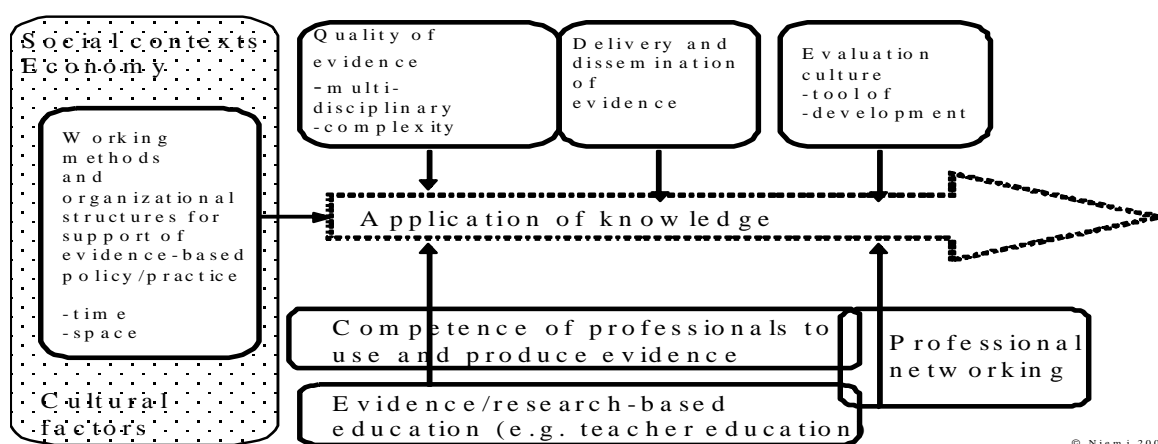 Social contexts
Economy
Working
methods
and
organizational
structures for
support of
evidence-based
policy/practice
-time
-space
Cultural
factors
Quality of
evidence
-multi-
disciplinary
-complexity
Delivery and
dissemination
of
evidence
Evaluation
culture
-tool of
-development
Application of knowledge
Competence of professionals to
use and produce evidence
Evidence/research-based
education (e.g. teacher education)
Professional
networking
© Niemi